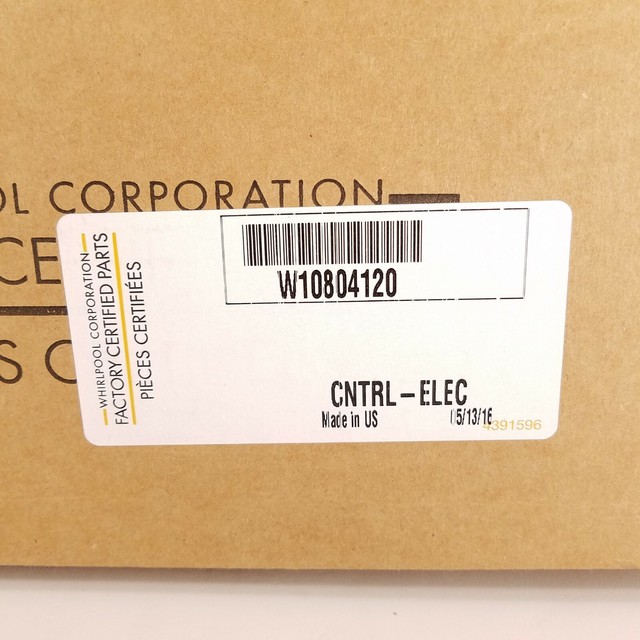 OL CORPORATION
CE
S C
WHIRLPOOL CORPORATION
FACTORY CERTIFIED PARTS
PIÈCES CERTIFIÉES
W10804120
CNTRL-ELEC
Made in US 05/13/16
4391596